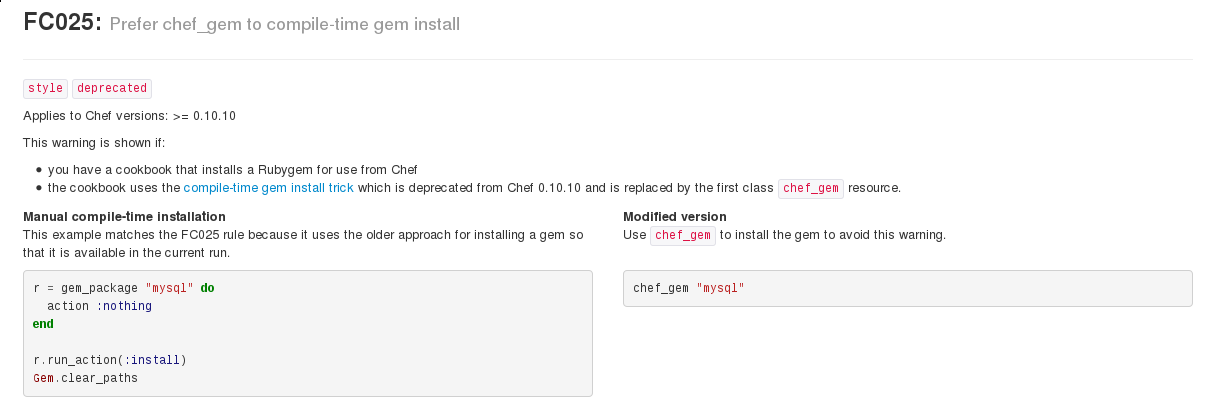 FC025: Prefer chef_gem to compile-time gem install
style deprecated
Applies to Chef versions: >= 0.10.10
This warning is shown if:
• you have a cookbook that installs a Rubygem for use from Chef
• the cookbook uses the compile-time gem install trick which is deprecated from Chef 0.10.10 and is replaced by the first class chef_gem resource.
Manual compile-time installation
This example matches the FC025 rule because it uses the older approach for installing a gem so
that it is available in the current run.
r = gem_package "mysql" do
  action :nothing
end
r.run_action(:install)
Gem.clear_paths
Modified version
Use chef_gem to install the gem to avoid this warning.
chef_gem "mysql"